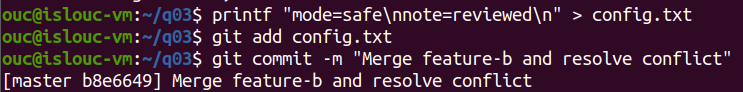 ouc@islouc-vm:~/q03$ printf "mode=safe\nnote=reviewed\n" > config.txt
ouc@islouc-vm:~/q03$ git add config.txt
ouc@islouc-vm:~/q03$ git commit -m "Merge feature-b and resolve conflict"
[master b8e6649] Merge feature-b and resolve conflict